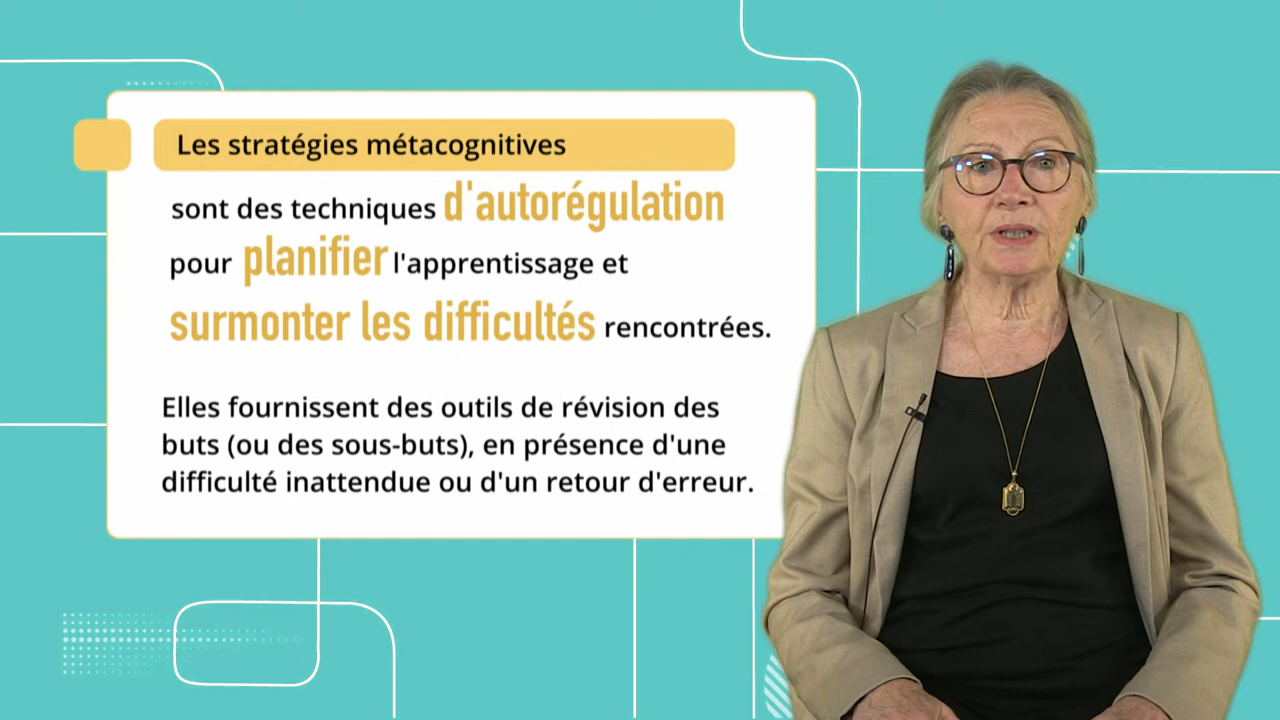 Les stratégies métacognitives
sont des techniques d'autorégulation
pour planifier l'apprentissage et
surmonter les difficultés rencontrées.
Elles fournissent des outils de révision des
buts (ou des sous-buts), en présence d'une
difficulté inattendue ou d'un retour d'erreur.